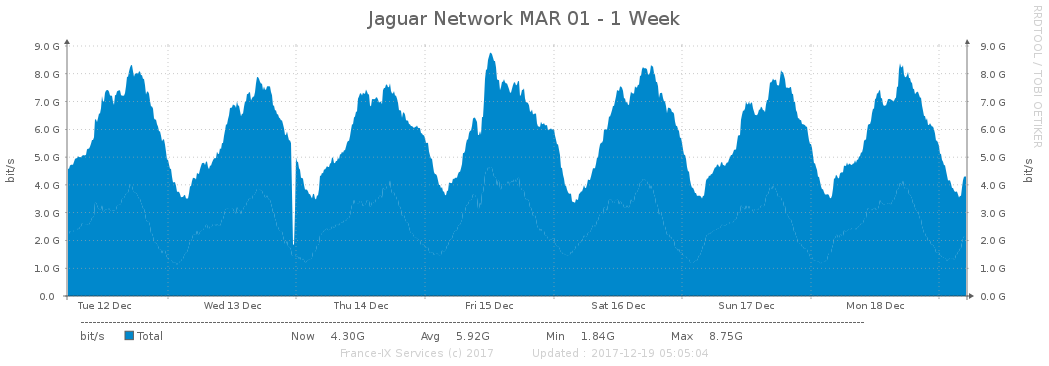 Jaguar Network MAR 01 - 1 Week
RRDTOOL / TOBI OETIKER
9.0 G 9.0 G
8.0 G 8.0 G
7.0 G 7.0 G
6.0 G 6.0 G
5.0 G 5.0 G
4.0 G 4.0 G
3.0 G 3.0 G
2.0 G 2.0 G
1.0 G 1.0 G
0.0 0.0 G
bit/s
bit/s
Tue 12 Dec Wed 13 Dec Thu 14 Dec Fri 15 Dec Sat 16 Dec Sun 17 Dec Mon 18 Dec
bit/s Total Now 4.30G Avg 5.92G Min 1.84G Max 8.75G
France-IX Services (c) 2017 Updated : 2017-12-19 05:05:04